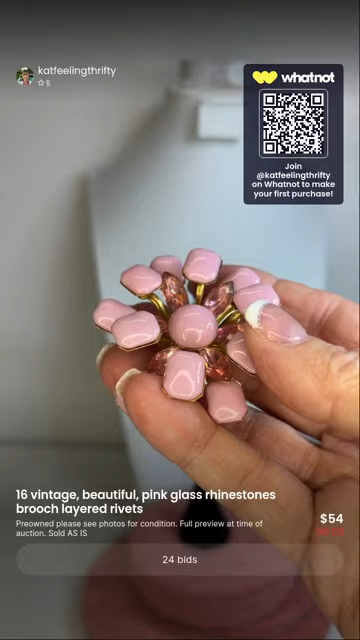 katfeelingthrifty
☆ 5
whatnot
Join
@katfeelingthrifty
on Whatnot to make
your first purchase!
16 vintage, beautiful, pink glass rhinestones
brooch layered rivets
$54
Preowned please see photos for condition. Full preview at time of
auction. Sold AS IS
24 bids